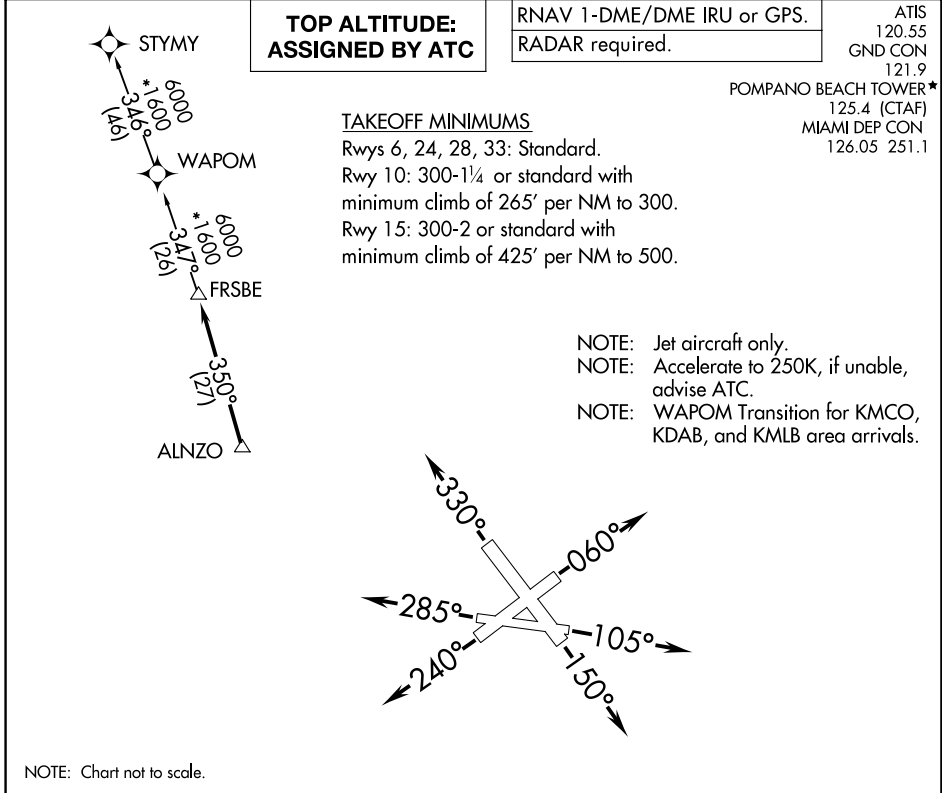 TOP ALTITUDE:
ASSIGNED BY ATC
RNAV 1-DME/DME IRU or GPS.
RADAR required.
ATIS
120.55
GND CON
121.9
POMPANO BEACH TOWER★
125.4 (CTAF)
MIAMI DEP CON
126.05 251.1
STYMY
6000
*1600
346°
(46)
WAPOM
6000
*1600
347°
(26)
FRSBE
350°
(27)
ALNZO
TAKEOFF MINIMUMS
Rwys 6, 24, 28, 33: Standard.
Rwy 10: 300-1¼ or standard with
minimum climb of 265' per NM to 300.
Rwy 15: 300-2 or standard with
minimum climb of 425' per NM to 500.
NOTE: Jet aircraft only.
NOTE: Accelerate to 250K, if unable,
advise ATC.
NOTE: WAPOM Transition for KMCO,
KDAB, and KMLB area arrivals.
330°
060°
285°
105°
240°
150°
NOTE: Chart not to scale.